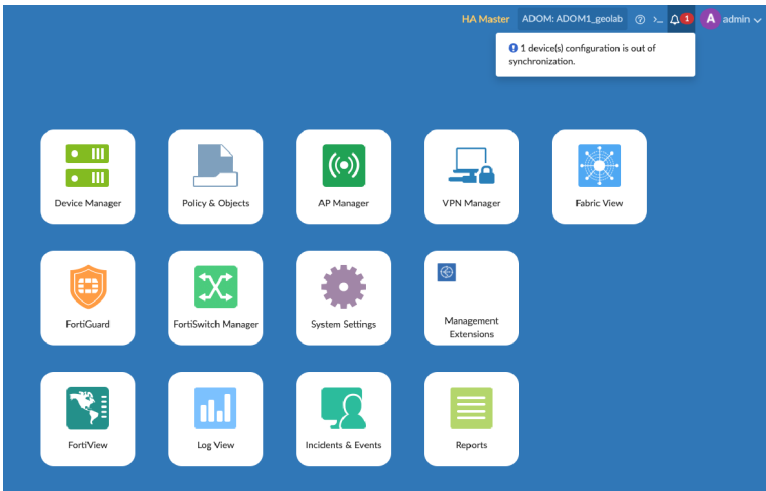 HA Master ADOM: ADOM1_geolab 1 A admin
1 device(s) configuration is out of
synchronization.
Device Manager Policy & Objects AP Manager VPN Manager Fabric View
FortiGuard FortiSwitch Manager System Settings Management
Extensions
FortiView Log View Incidents & Events Reports